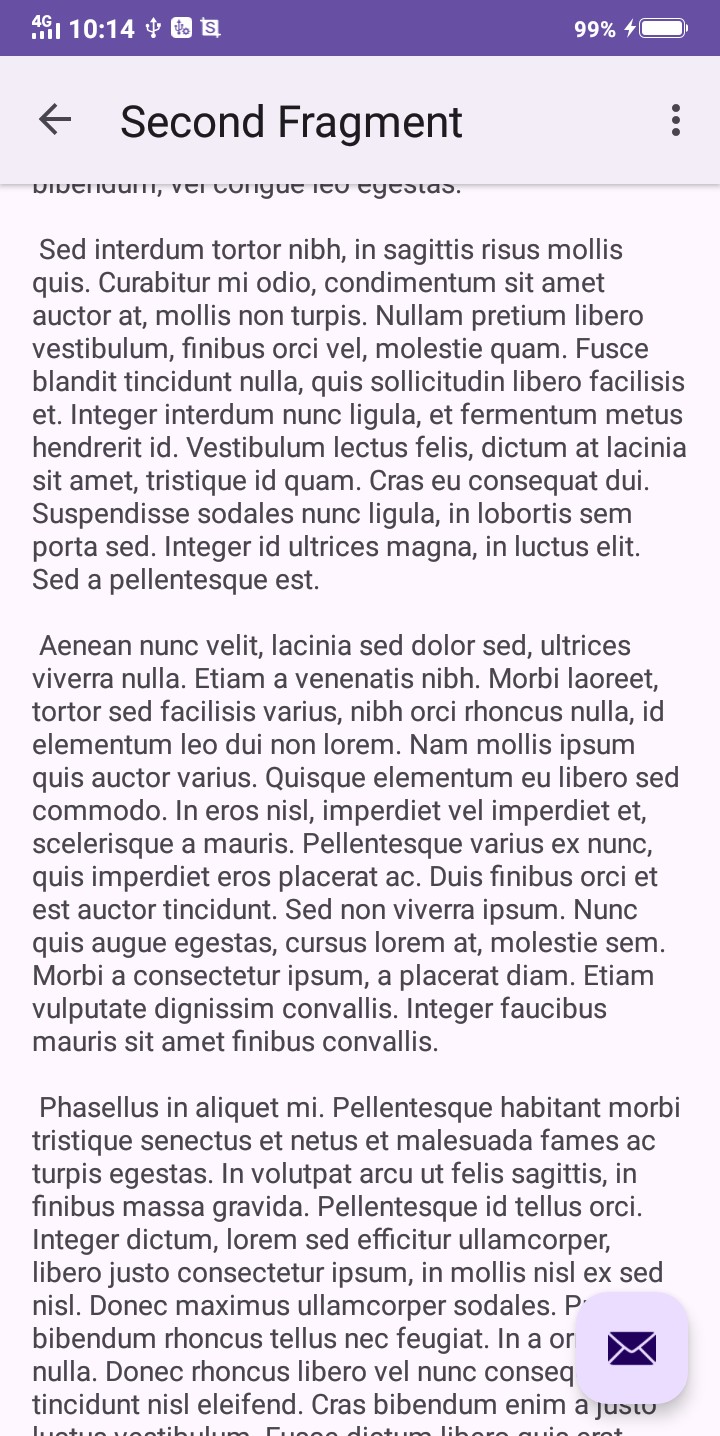 4G 10:14 99%
Second Fragment
bibendum, vel congue leo egestas.
Sed interdum tortor nibh, in sagittis risus mollis
quis. Curabitur mi odio, condimentum sit amet
auctor at, mollis non turpis. Nullam pretium libero
vestibulum, finibus orci vel, molestie quam. Fusce
blandit tincidunt nulla, quis sollicitudin libero facilisis
et. Integer interdum nunc ligula, et fermentum metus
hendrerit id. Vestibulum lectus felis, dictum at lacinia
sit amet, tristique id quam. Cras eu consequat dui.
Suspendisse sodales nunc ligula, in lobortis sem
porta sed. Integer id ultrices magna, in luctus elit.
Sed a pellentesque est.
Aenean nunc velit, lacinia sed dolor sed, ultrices
viverra nulla. Etiam a venenatis nibh. Morbi laoreet,
tortor sed facilisis varius, nibh orci rhoncus nulla, id
elementum leo dui non lorem. Nam mollis ipsum
quis auctor varius. Quisque elementum eu libero sed
commodo. In eros nisl, imperdiet vel imperdiet et,
scelerisque a mauris. Pellentesque varius ex nunc,
quis imperdiet eros placerat ac. Duis finibus orci et
est auctor tincidunt. Sed non viverra ipsum. Nunc
quis augue egestas, cursus lorem at, molestie sem.
Morbi a consectetur ipsum, a placerat diam. Etiam
vulputate dignissim convallis. Integer faucibus
mauris sit amet finibus convallis.
Phasellus in aliquet mi. Pellentesque habitant morbi
tristique senectus et netus et malesuada fames ac
turpis egestas. In volutpat arcu ut felis sagittis, in
finibus massa gravida. Pellentesque id tellus orci.
Integer dictum, lorem sed efficitur ullamcorper,
libero justo consectetur ipsum, in mollis nisl ex sed
nisl. Donec maximus ullamcorper sodales.
bibendum rhoncus tellus nec feugiat. In a
nulla. Donec rhoncus libero vel nunc
tincidunt nisl eleifend. Cras bibendum enim a justo
luctus vestibulum. Fusce dictum libero quis erat